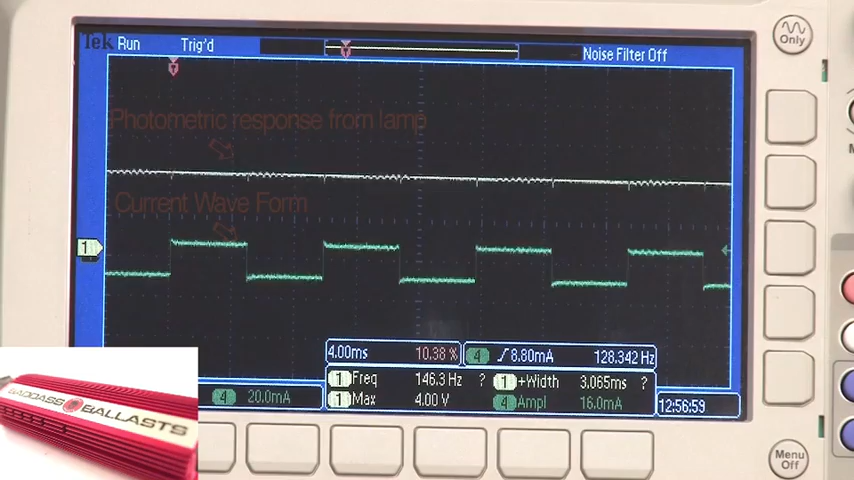 Tek Run Trig'd Noise Filter Off
Only
T
Photometric response from lamp
Current Wave Form
1
4.00ms 10.38 % 4 8.80mA 128.342 Hz
1 Freq 146.3 Hz ? 1 +Width 3.065ms ?
1 Max 4.00 V 4 Ampl 16.0mA
4 20.0mA 12:56:59
BADDASS BALLASTS
Menu
Off